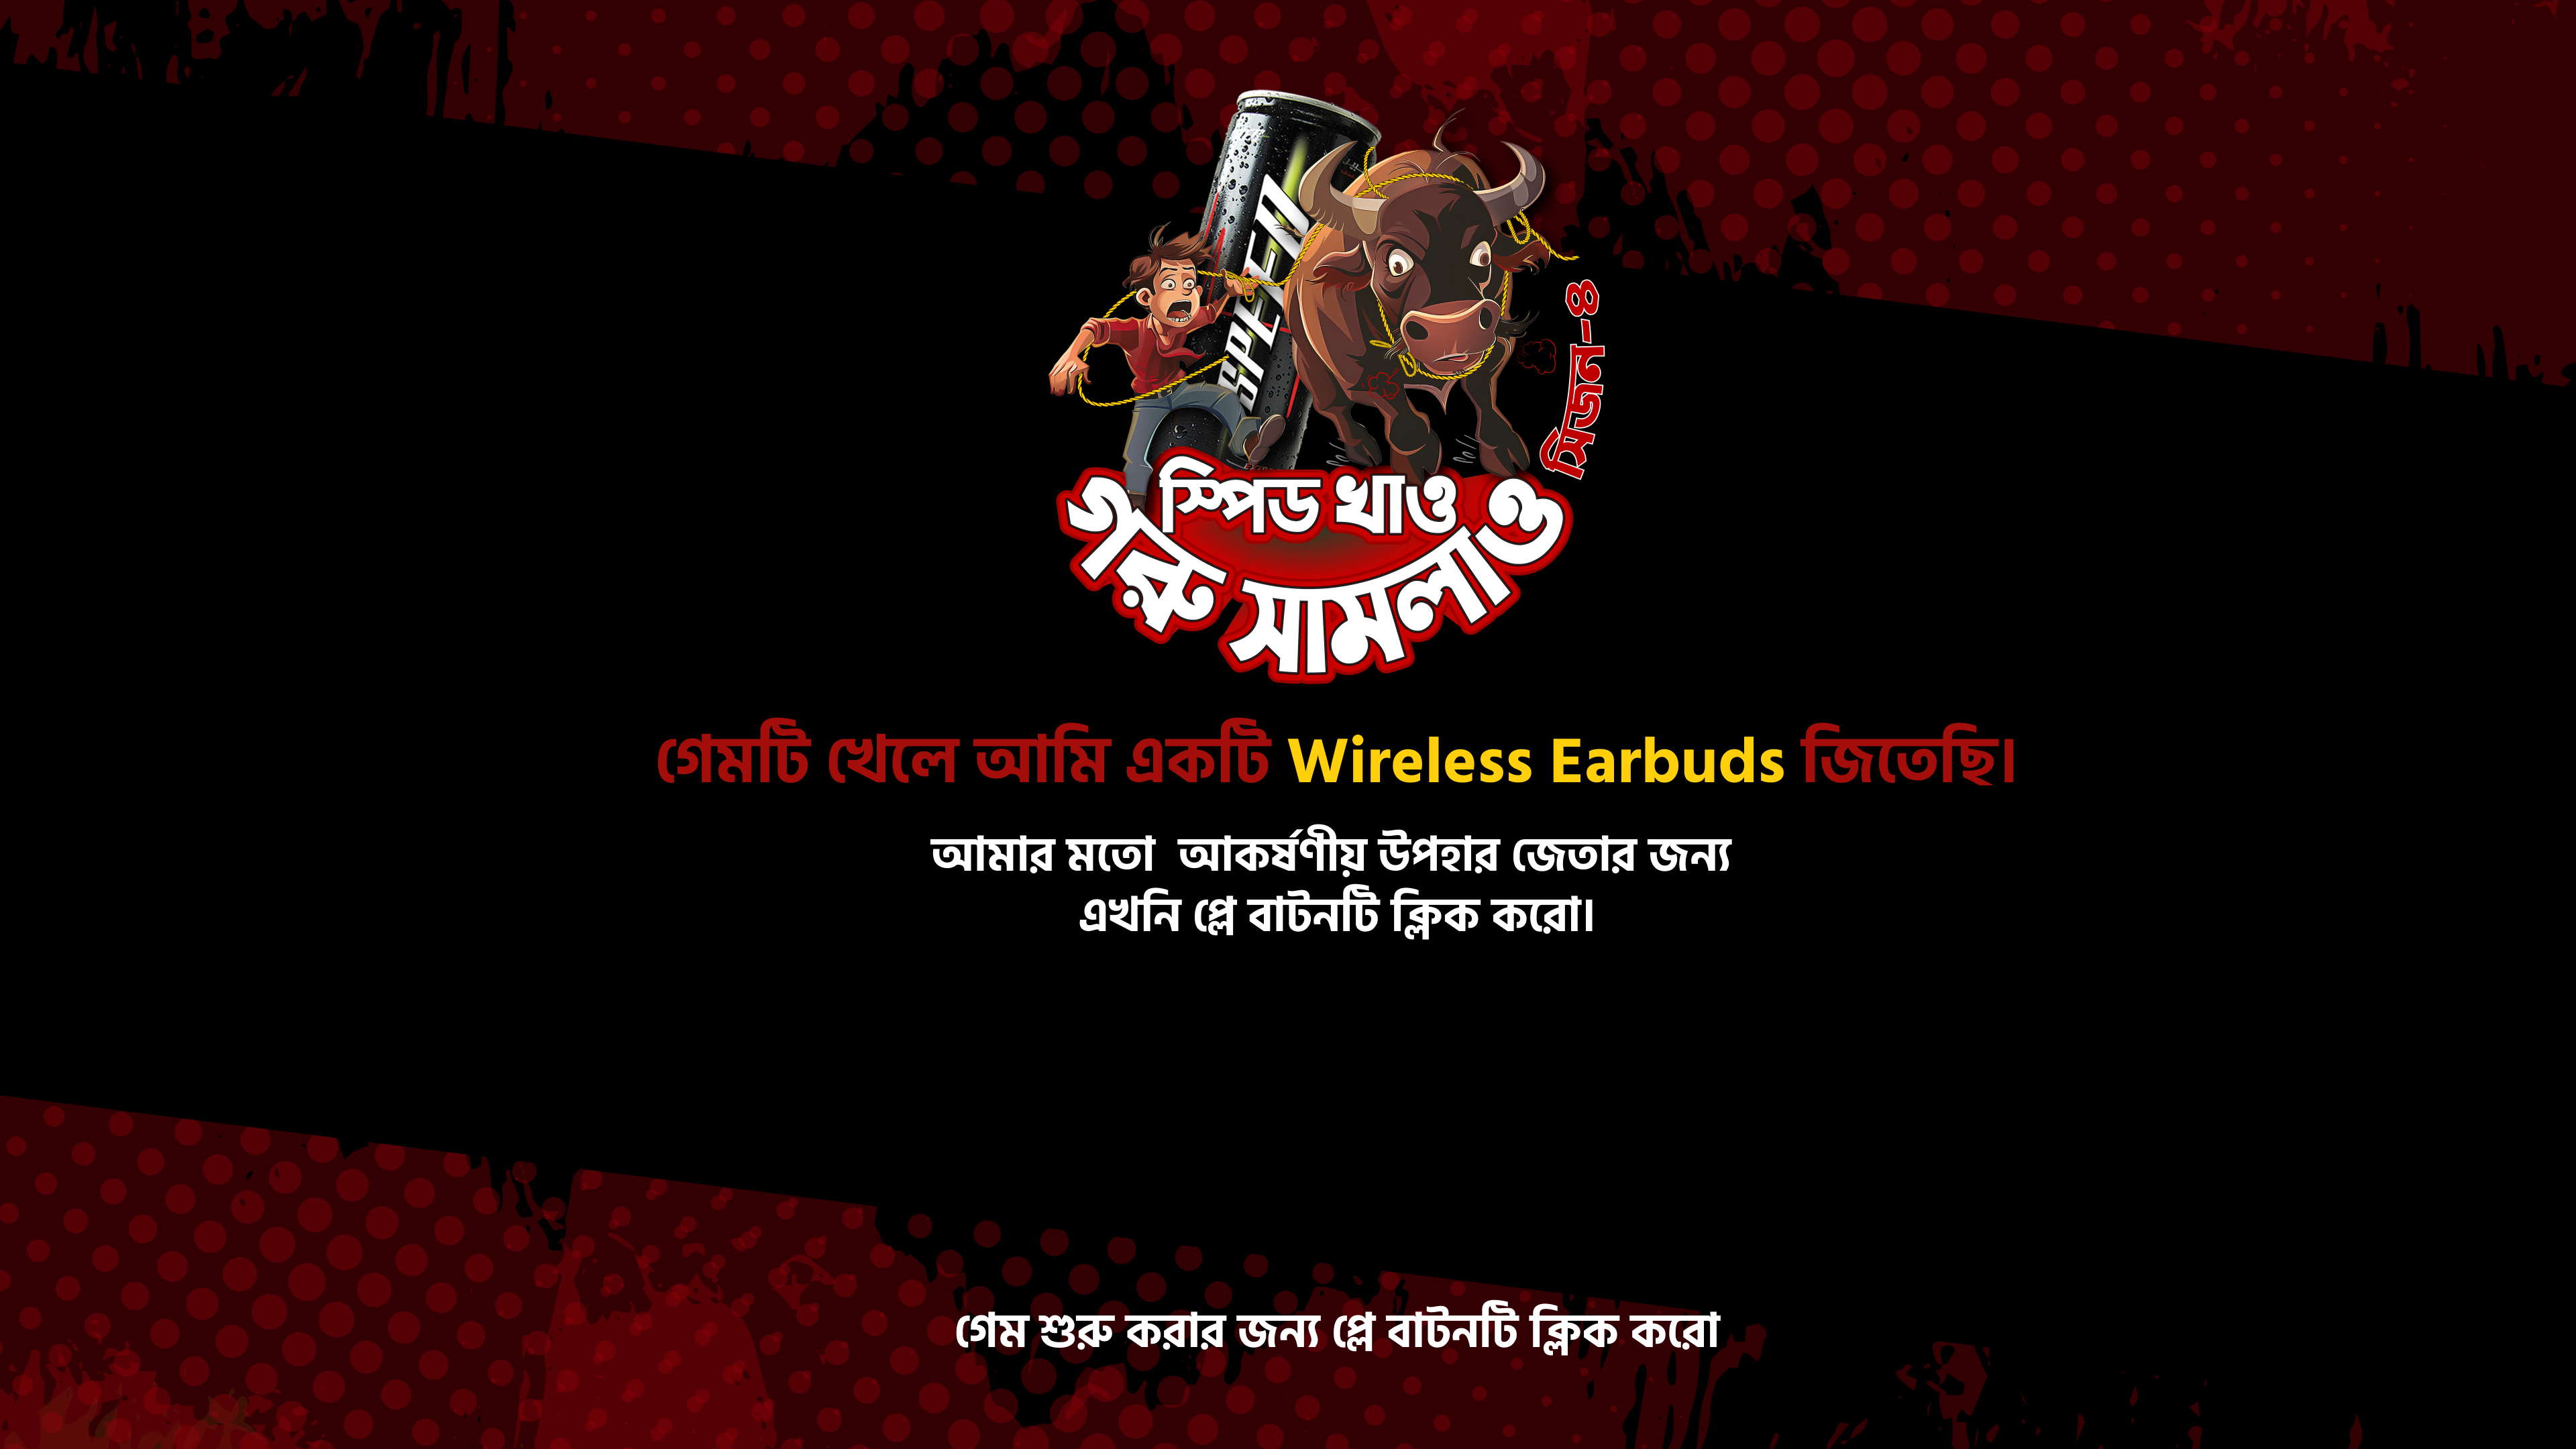 SPEED
সিজন-৪
স্পিড খাও
গরু সামলাও
গেমটি খেলে আমি একটি Wireless Earbuds জিতেছি।
আমার মতো আকর্ষণীয় উপহার জেতার জন্য
এখনি প্লে বাটনটি ক্লিক করো।
গেম শুরু করার জন্য প্লে বাটনটি ক্লিক করো